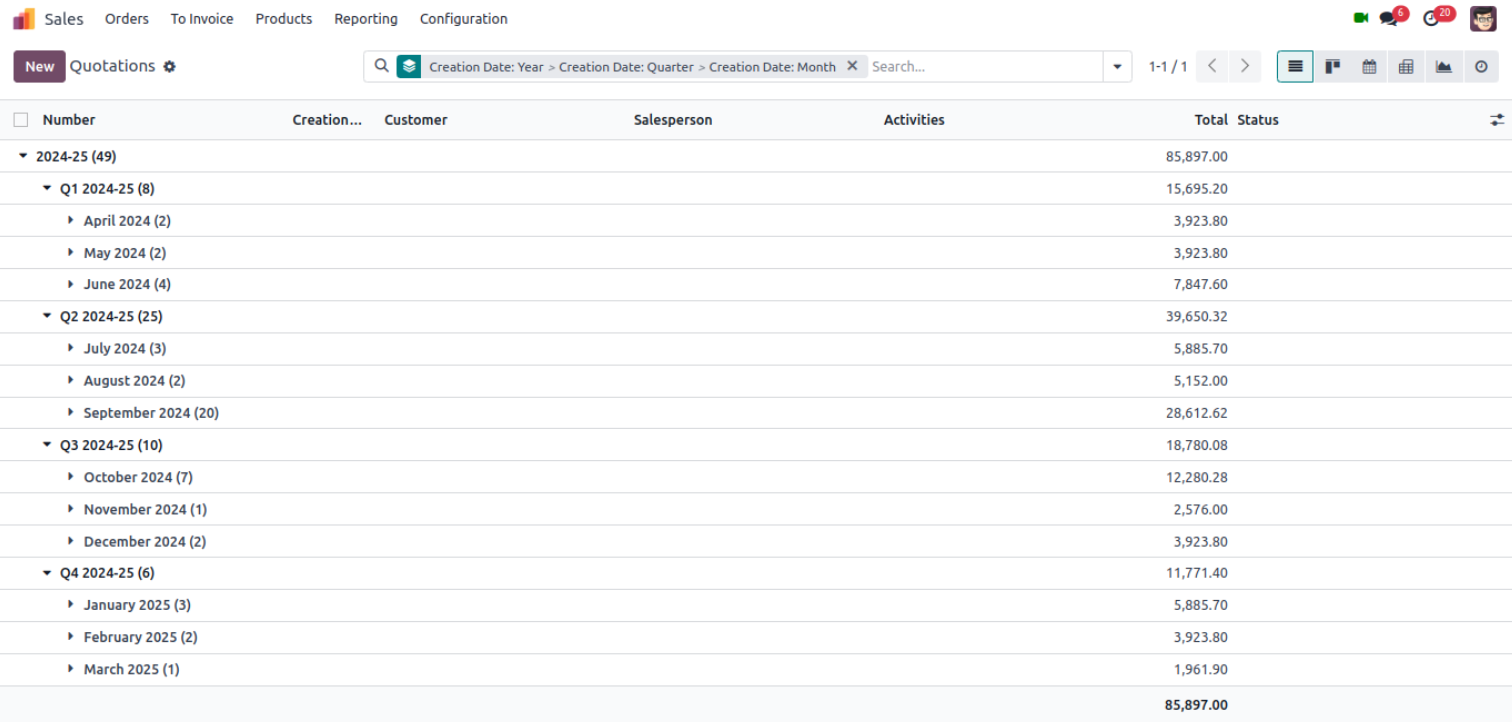 Sales Orders To Invoice Products Reporting Configuration 6 20
New Quotations Creation Date: Year > Creation Date: Quarter > Creation Date: Month Search... 1-1 / 1
Number Creation... Customer Salesperson Activities Total Status
2024-25 (49) 85,897.00
Q1 2024-25 (8) 15,695.20
April 2024 (2) 3,923.80
May 2024 (2) 3,923.80
June 2024 (4) 7,847.60
Q2 2024-25 (25) 39,650.32
July 2024 (3) 5,885.70
August 2024 (2) 5,152.00
September 2024 (20) 28,612.62
Q3 2024-25 (10) 18,780.08
October 2024 (7) 12,280.28
November 2024 (1) 2,576.00
December 2024 (2) 3,923.80
Q4 2024-25 (6) 11,771.40
January 2025 (3) 5,885.70
February 2025 (2) 3,923.80
March 2025 (1) 1,961.90
85,897.00